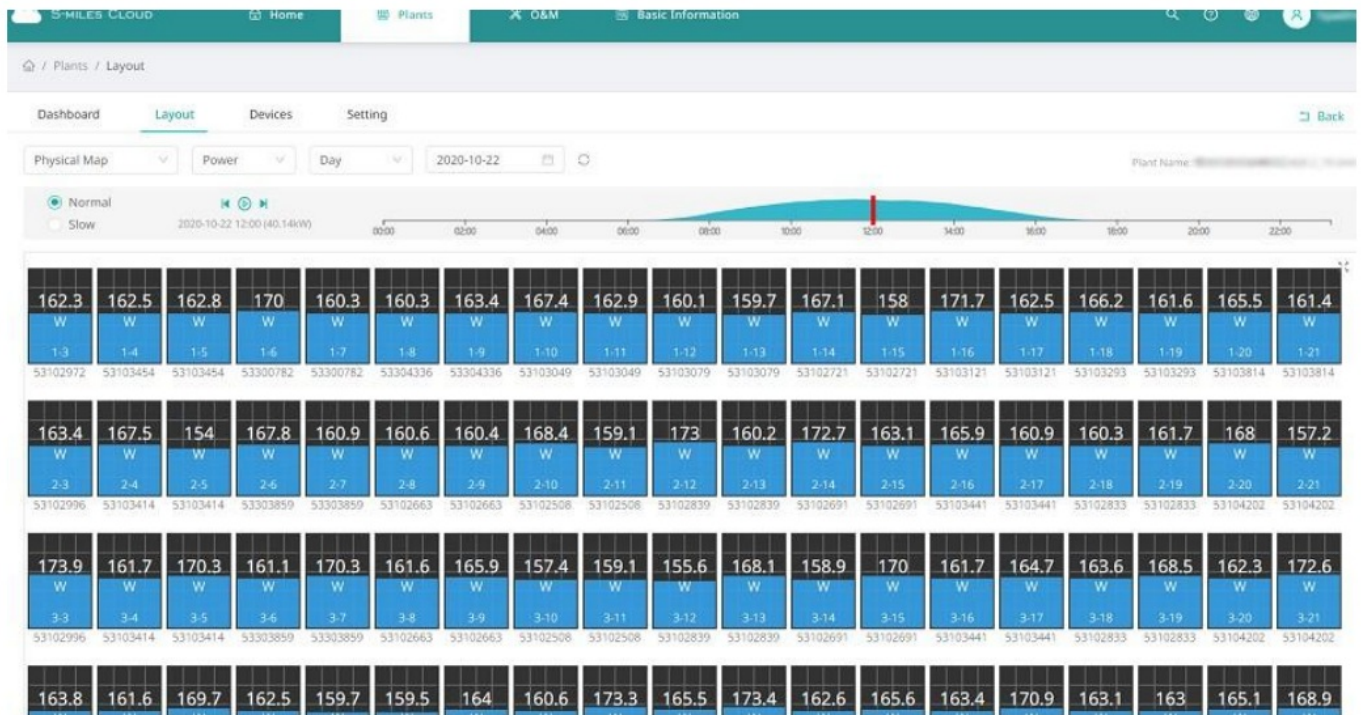 S-MILES CLOUD Home Plants O&M Basic Information
/ Plants / Layout
Dashboard Layout Devices Setting Back
Physical Map Power Day 2020-10-22 Plant Name:
Normal
Slow 2020-10-22 12:00 (40.14kW) 00:00 02:00 04:00 06:00 08:00 10:00 12:00 14:00 16:00 18:00 20:00 22:00
162.3 162.5 162.8 170 160.3 160.3 163.4 167.4 162.9 160.1 159.7 167.1 158 171.7 162.5 166.2 161.6 165.5 161.4
W W W W W W W W W W W W W W W W W W W
1-3 1-4 1-5 1-6 1-7 1-8 1-9 1-10 1-11 1-12 1-13 1-14 1-15 1-16 1-17 1-18 1-19 1-20 1-21
53102972 53103454 53103454 53300782 53300782 53304336 53304336 53103049 53103049 53103079 53103079 53102721 53102721 53103121 53103121 53103293 53103293 53103814 53103814
163.4 167.5 154 167.8 160.9 160.6 160.4 168.4 159.1 173 160.2 172.7 163.1 165.9 160.9 160.3 161.7 168 157.2
W W W W W W W W W W W W W W W W W W W
2-3 2-4 2-5 2-6 2-7 2-8 2-9 2-10 2-11 2-12 2-13 2-14 2-15 2-16 2-17 2-18 2-19 2-20 2-21
53102996 53103414 53103414 53303859 53303859 53102663 53102663 53102508 53102508 53102839 53102839 53102691 53102691 53103441 53103441 53102833 53102833 53104202 53104202
173.9 161.7 170.3 161.1 170.3 161.6 165.9 157.4 159.1 155.6 168.1 158.9 170 161.7 164.7 163.6 168.5 162.3 172.6
W W W W W W W W W W W W W W W W W W W
3-3 3-4 3-5 3-6 3-7 3-8 3-9 3-10 3-11 3-12 3-13 3-14 3-15 3-16 3-17 3-18 3-19 3-20 3-21
53102996 53103414 53103414 53303859 53303859 53102663 53102663 53102508 53102508 53102839 53102839 53102691 53102691 53103441 53103441 53102833 53102833 53104202 53104202
163.8 161.6 169.7 162.5 159.7 159.5 164 160.6 173.3 165.5 173.4 162.6 165.6 163.4 170.9 163.1 163 165.1 168.9